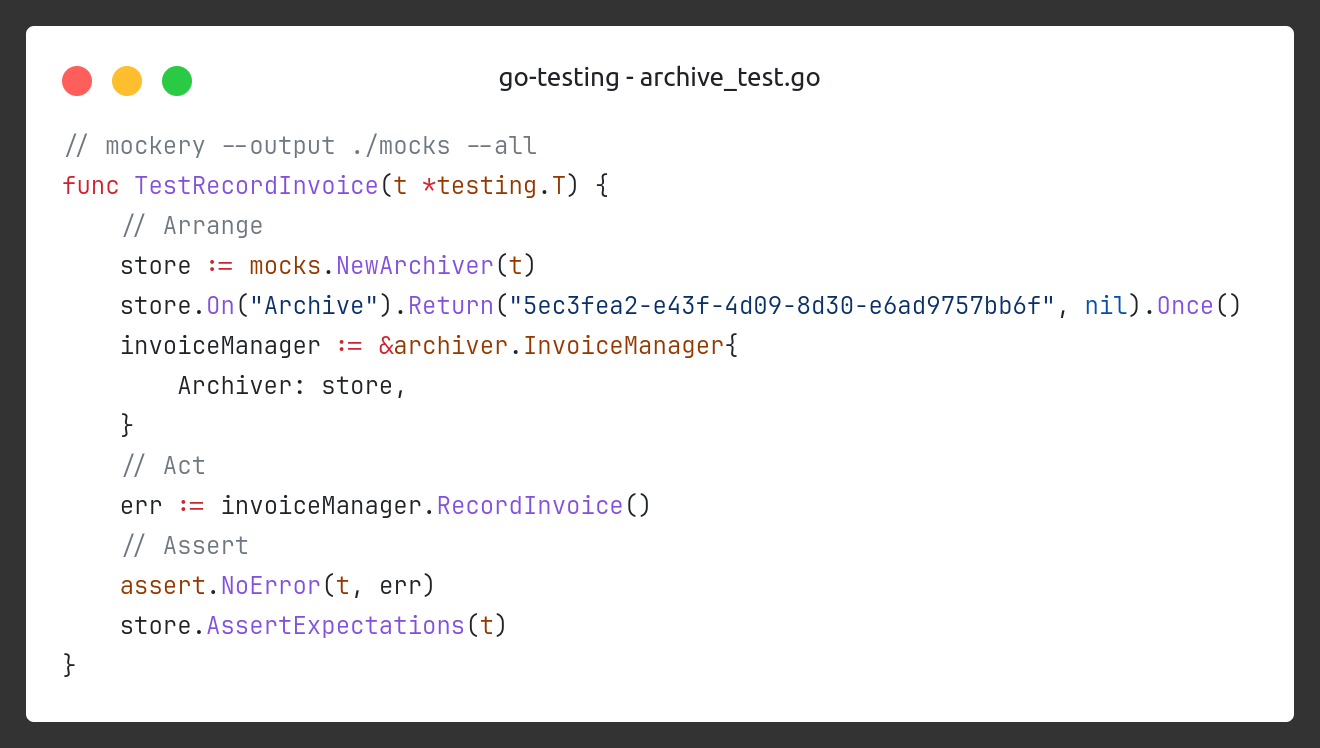 go-testing - archive_test.go
// mockery --output ./mocks --all
func TestRecordInvoice(t *testing.T) {
    // Arrange
    store := mocks.NewArchiver(t)
    store.On("Archive").Return("5ec3fea2-e43f-4d09-8d30-e6ad9757bb6f", nil).Once()
    invoiceManager := &archiver.InvoiceManager{
        Archiver: store,
    }
    // Act
    err := invoiceManager.RecordInvoice()
    // Assert
    assert.NoError(t, err)
    store.AssertExpectations(t)
}